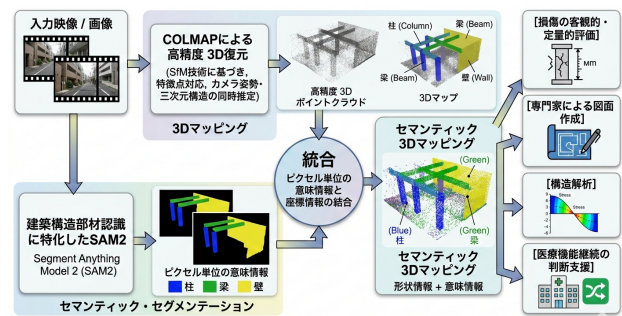 入力映像 / 画像
COLMAPによる
高精度 3D復元
(SfM技術に基づき,
特徴点対応, カメラ姿勢・
三次元構造の同時推定)
高精度 3D
ポイントクラウド
柱 (Column)
梁 (Beam)
梁 (Beam)
壁 (Wall)
3Dマップ
3Dマッピング
建築構造部材認識
に特化したSAM2
Segment Anything
Model 2 (SAM2)
ピクセル単位の意味情報
柱
梁
壁
セマンティック・セグメンテーション
統合
ピクセル単位の
意味情報と
座標情報の結合
セマンティック
3Dマッピング
(Green)
(Blue)
柱
(Green)
梁
セマンティック
3Dマッピング
形状情報 + 意味情報
[損傷の客観的・
定量的評価]
[専門家による図面
作成]
[構造解析]
Stress
Stress
[医療機能継続の
判断支援]